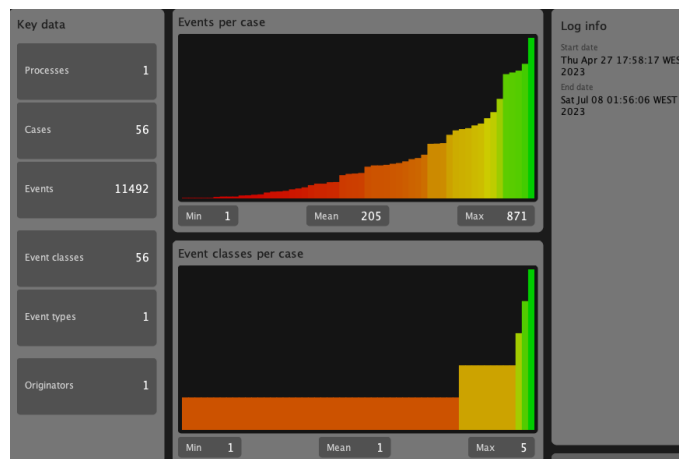 Key data
Processes 1
Cases 56
Events 11492
Event classes 56
Event types 1
Originators 1
Events per case
Min 1 Mean 205 Max 871
Event classes per case
Min 1 Mean 1 Max 5
Log info
Start date
Thu Apr 27 17:58:17 WES
2023
End date
Sat Jul 08 01:56:06 WEST
2023